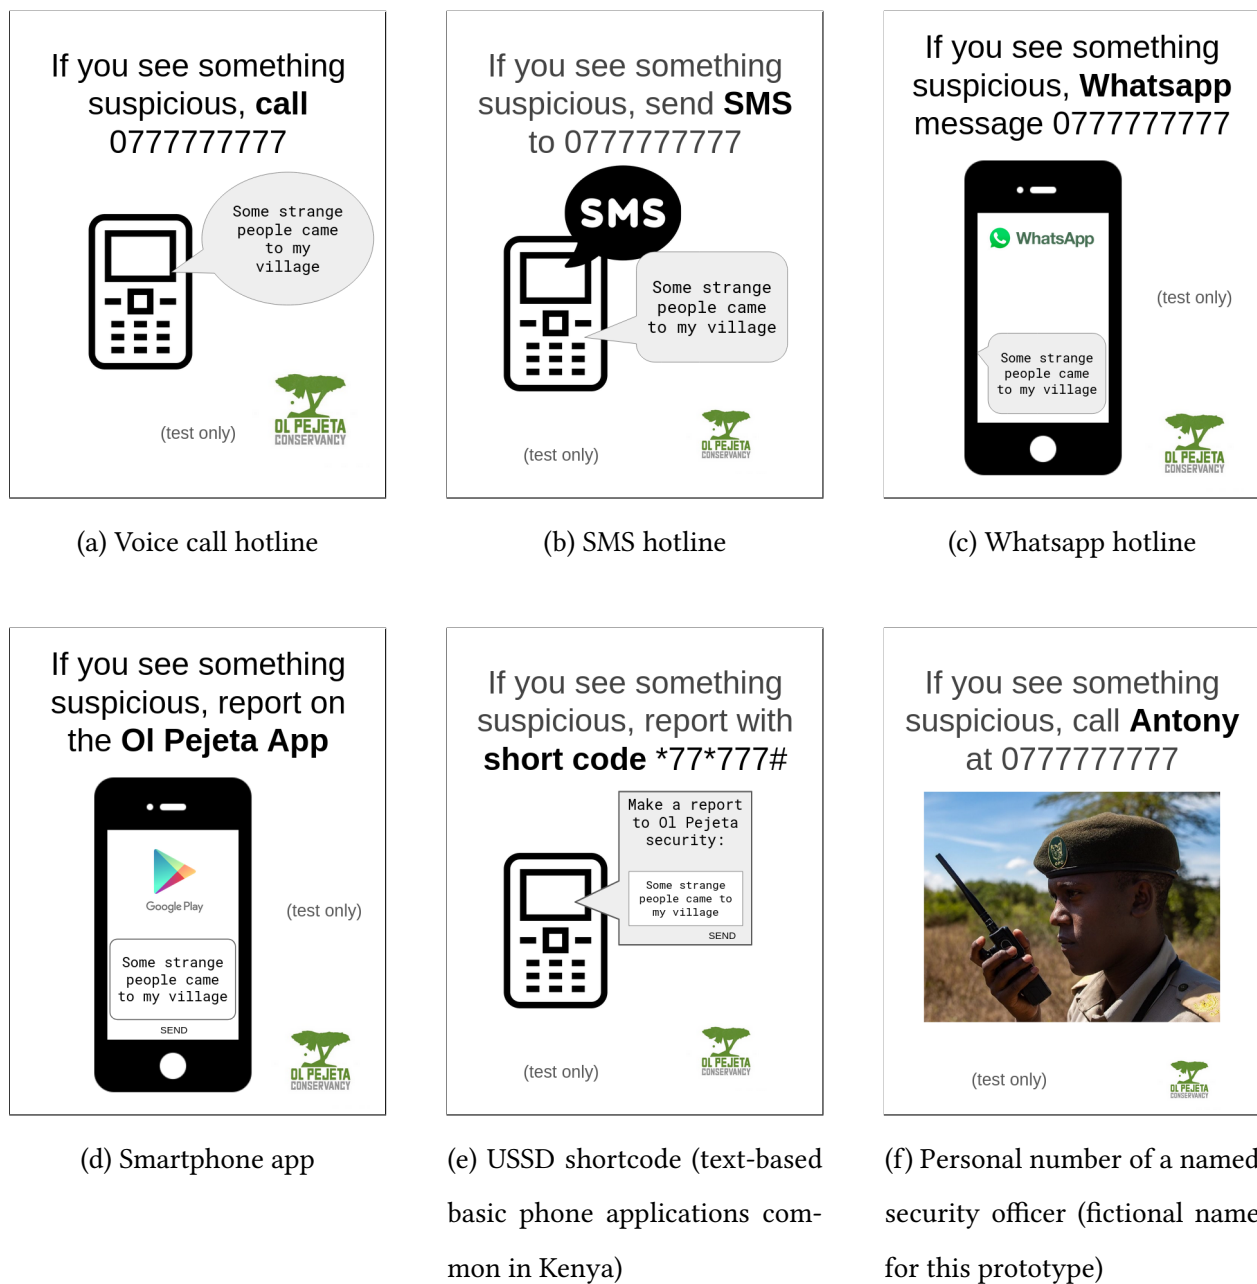 If you see something
suspicious, call
0777777777
Some strange
people came
to my
village
(test only)
OL PEJETA
CONSERVANCY
(a) Voice call hotline
If you see something
suspicious, send SMS
to 0777777777
SMS
Some strange
people came
to my village
(test only)
OL PEJETA
CONSERVANCY
(b) SMS hotline
If you see something
suspicious, Whatsapp
message 0777777777
WhatsApp
(test only)
Some strange
people came
to my village
OL PEJETA
CONSERVANCY
(c) Whatsapp hotline
If you see something
suspicious, report on
the Ol Pejeta App
Google Play
(test only)
Some strange
people came
to my village
SEND
OL PEJETA
CONSERVANCY
(d) Smartphone app
If you see something
suspicious, report with
short code *77*777#
Make a report
to Ol Pejeta
security:
Some strange
people came to
my village
SEND
(test only)
OL PEJETA
CONSERVANCY
(e) USSD shortcode (text-based
basic phone applications com-
mon in Kenya)
If you see something
suspicious, call Antony
at 0777777777
(test only)
OL PEJETA
CONSERVANCY
(f) Personal number of a named
security officer (fictional name
for this prototype)